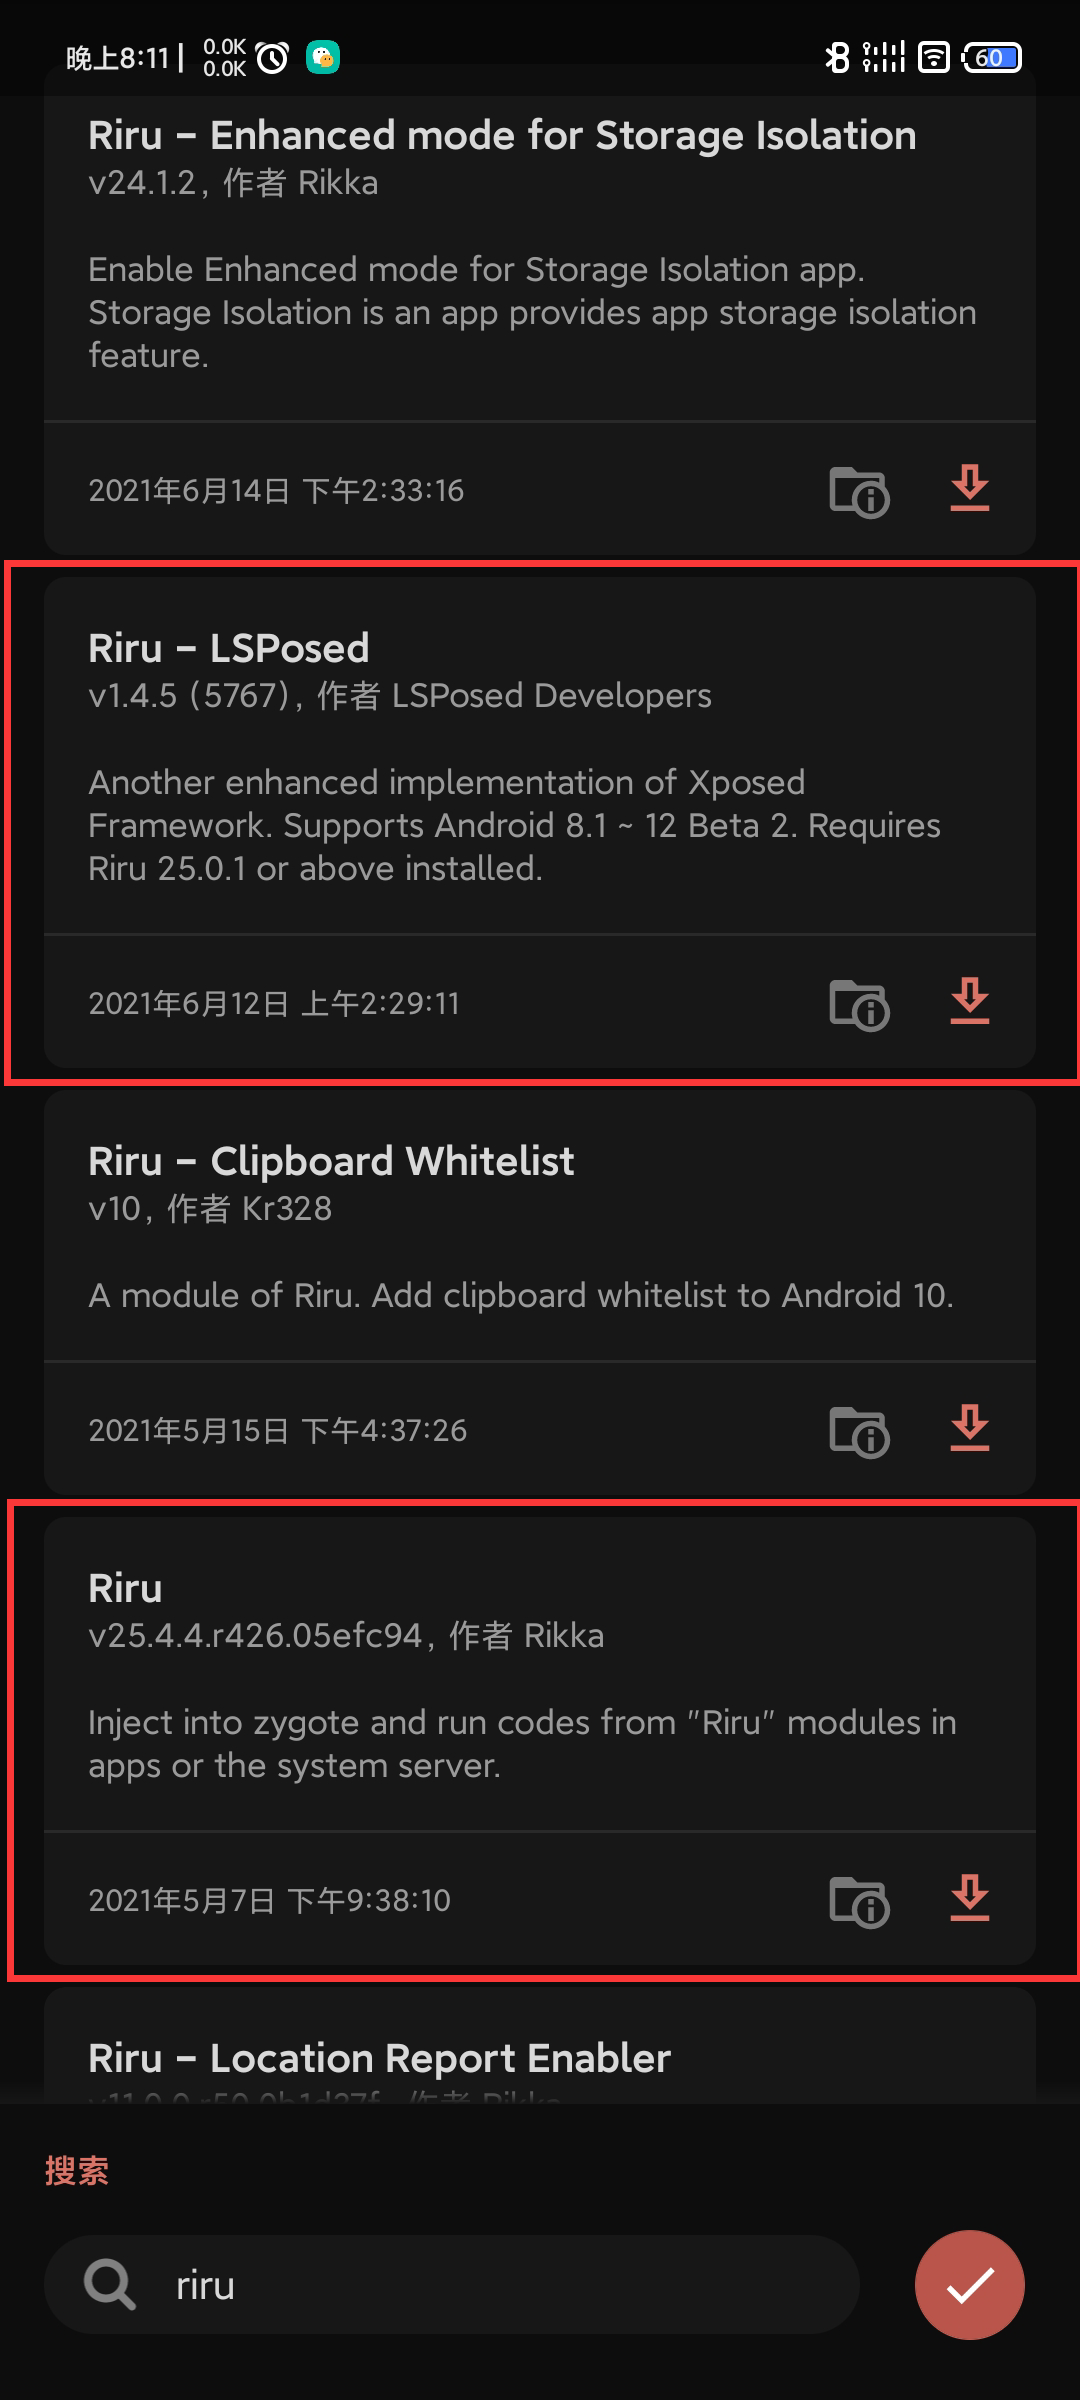 晚上8:11 | 0.0K
0.0K
60
Riru – Enhanced mode for Storage Isolation
v24.1.2, 作者 Rikka
Enable Enhanced mode for Storage Isolation app.
Storage Isolation is an app provides app storage isolation
feature.
2021年6月14日 下午2:33:16
Riru – LSPosed
v1.4.5 (5767), 作者 LSPosed Developers
Another enhanced implementation of Xposed
Framework. Supports Android 8.1 ~ 12 Beta 2. Requires
Riru 25.0.1 or above installed.
2021年6月12日 上午2:29:11
Riru – Clipboard Whitelist
v10, 作者 Kr328
A module of Riru. Add clipboard whitelist to Android 10.
2021年5月15日 下午4:37:26
Riru
v25.4.4.r426.05efc94, 作者 Rikka
Inject into zygote and run codes from "Riru" modules in
apps or the system server.
2021年5月7日 下午9:38:10
Riru – Location Report Enabler
作者 Rikka
搜索
riru